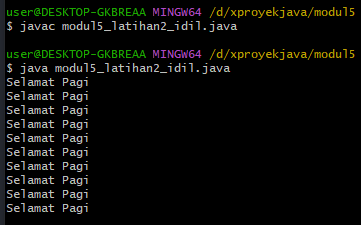 user@DESKTOP-GKBREAA MINGW64 /d/xproyekjava/modul5
$ javac modul5_latihan2_idil.java
user@DESKTOP-GKBREAA MINGW64 /d/xproyekjava/modul5
$ java modul5_latihan2_idil.java
Selamat Pagi
Selamat Pagi
Selamat Pagi
Selamat Pagi
Selamat Pagi
Selamat Pagi
Selamat Pagi
Selamat Pagi
Selamat Pagi
Selamat Pagi